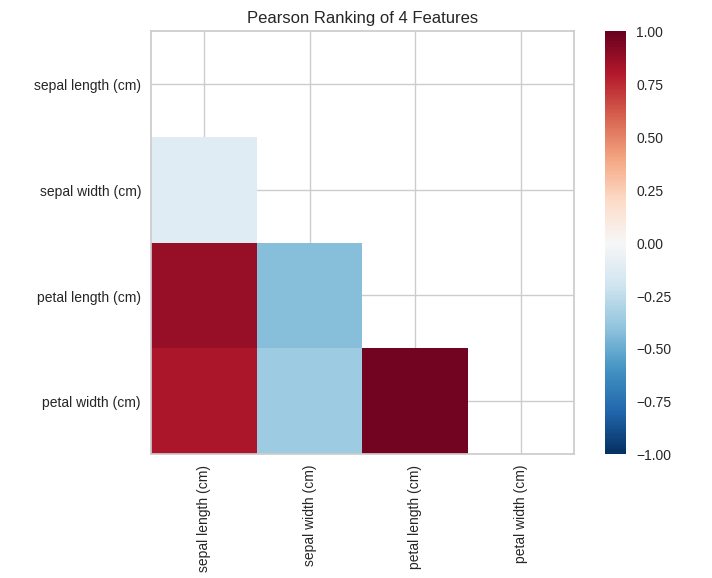 Pearson Ranking of 4 Features
sepal length (cm)
sepal width (cm)
petal length (cm)
petal width (cm)
sepal length (cm)
sepal width (cm)
petal length (cm)
petal width (cm)
1.00
0.75
0.50
0.25
0.00
−0.25
−0.50
−0.75
−1.00